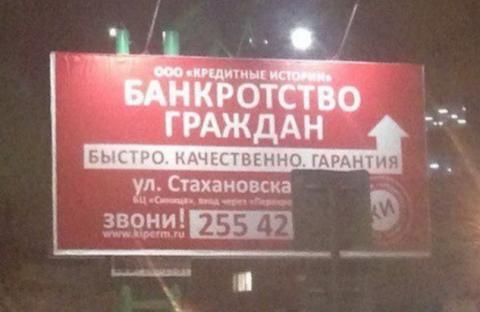 ООО «КРЕДИТНЫЕ ИСТОРИИ»
БАНКРОТСТВО
ГРАЖДАН
БЫСТРО. КАЧЕСТВЕННО. ГАРАНТИЯ
ул. Стахановска
БЦ «Синица», вход через «Перекре
ЗВОНИ! 255 42
www.kiperm.ru